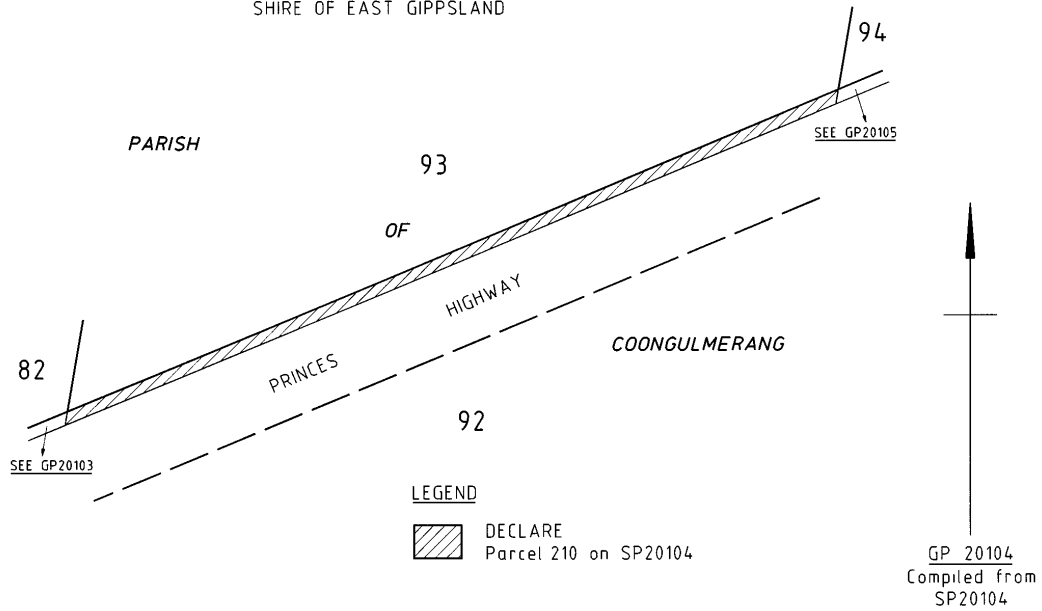 SHIRE OF EAST GIPPSLAND
94
SEE GP20105
PARISH
93
OF
HIGHWAY
COONGULMERANG
PRINCES
82
92
SEE GP20103
LEGEND
DECLARE
Parcel 210 on SP20104
GP 20104
Compiled from
SP20104